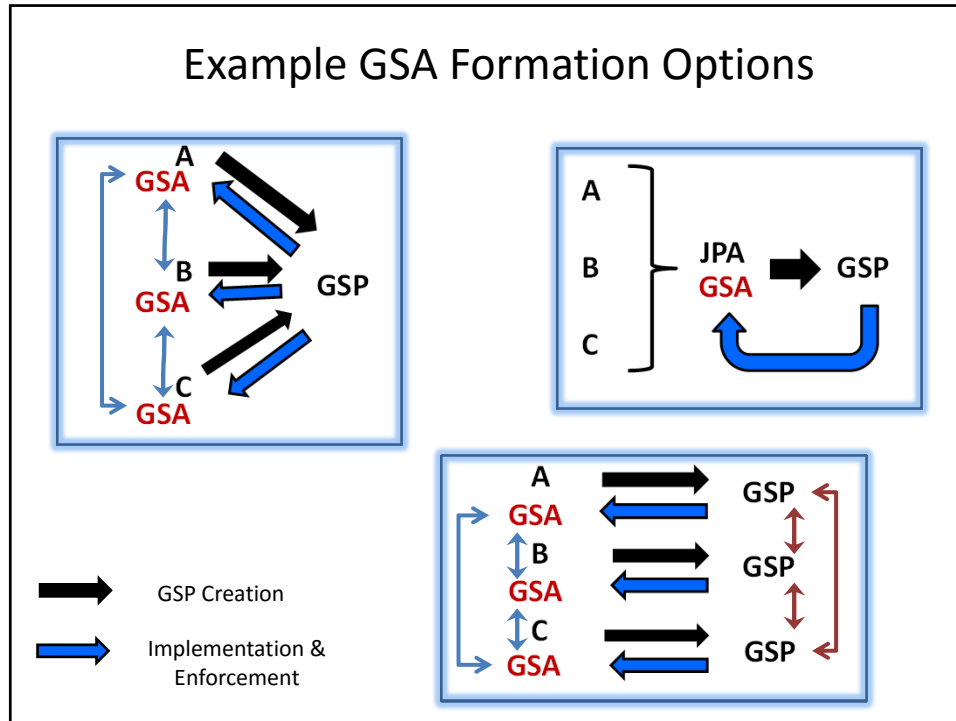 Example GSA Formation Options
A
GSA
B
GSA
C
GSA
GSP
A
B
C
JPA
GSA
GSP
A
GSA
B
GSA
C
GSA
GSP
GSP
GSP
GSP Creation
Implementation &
Enforcement